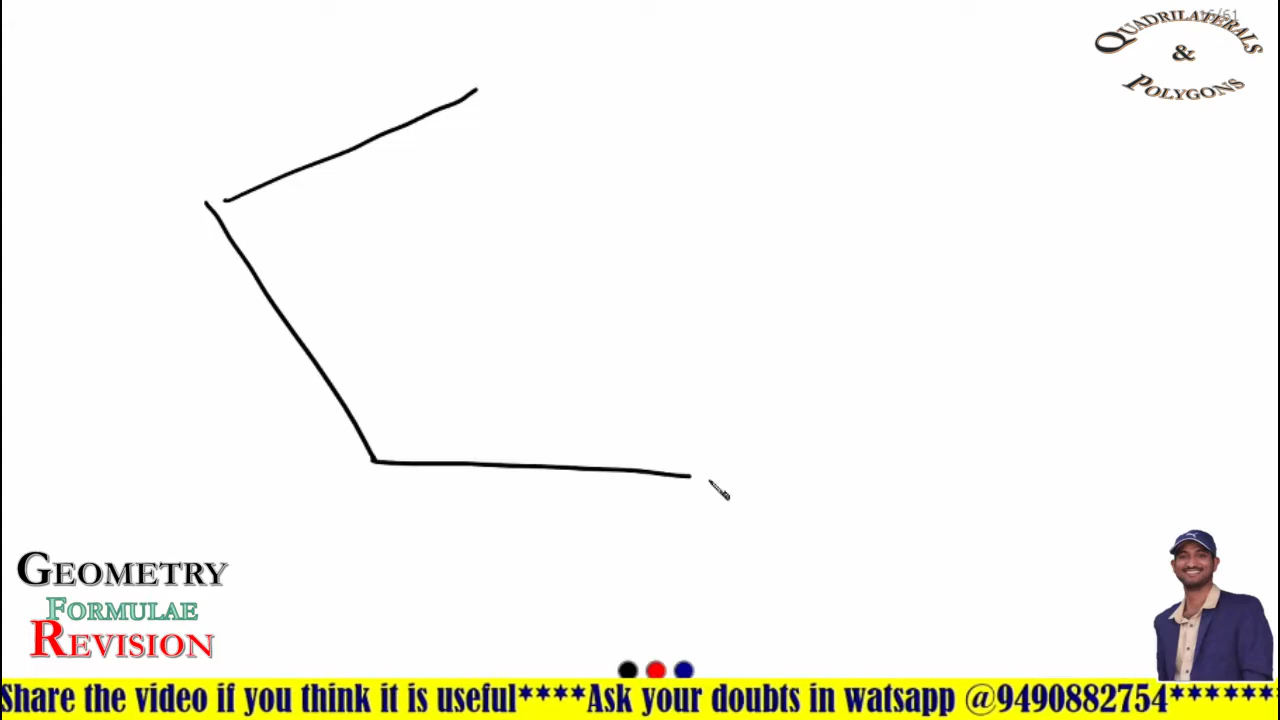 QUADRILATERALS
&
POLYGONS
GEOMETRY
FORMULAE
REVISION
Share the video if you think it is useful****Ask your doubts in watsapp @9490882754******